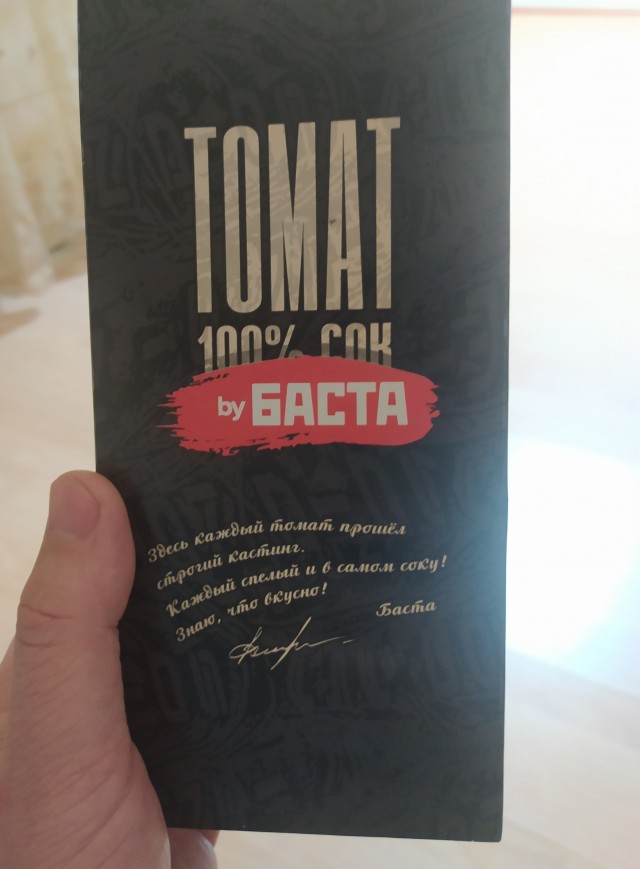 ТОМАТ
100% СОК
by БАСТА
Здесь каждый томат прошёл
строгий кастинг.
Каждый спелый и в самом соку!
Знаю, что вкусно!
Баста